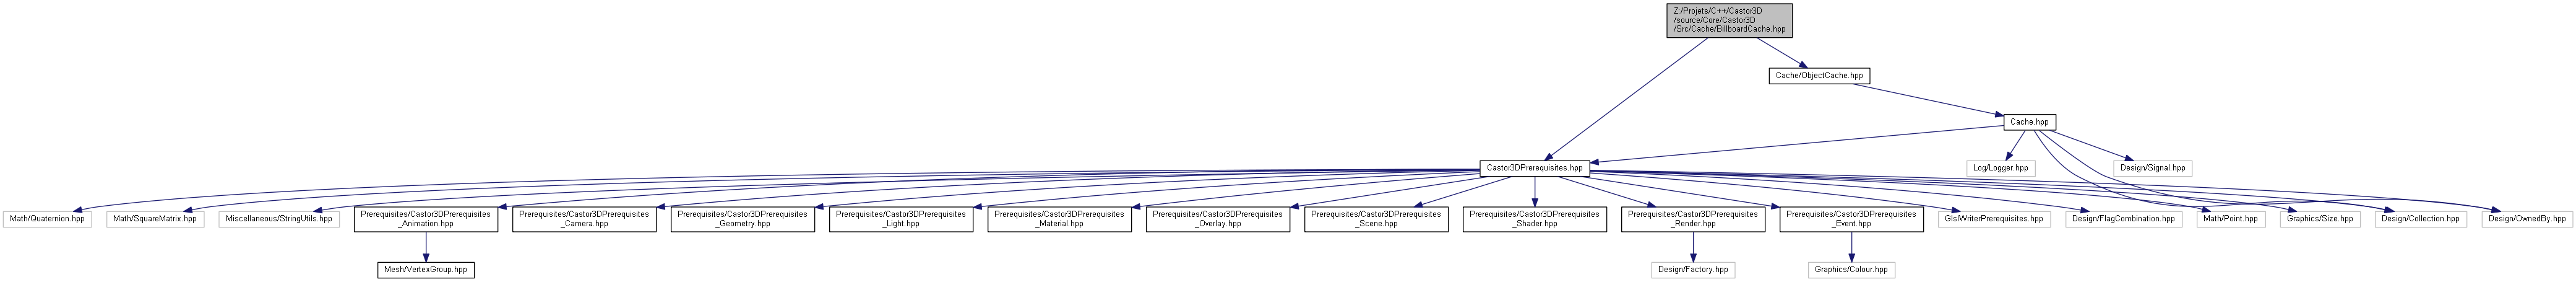 Z:/Projets/C++/Castor3D
/source/Core/Castor3D
/Src/Cache/BillboardCache.hpp
Cache/ObjectCache.hpp
Cache.hpp
Castor3DPrerequisites.hpp
Log/Logger.hpp
Design/Signal.hpp
Math/Quaternion.hpp
Math/SquareMatrix.hpp
Miscellaneous/StringUtils.hpp
Prerequisites/Castor3DPrerequisites
_Animation.hpp
Prerequisites/Castor3DPrerequisites
_Camera.hpp
Prerequisites/Castor3DPrerequisites
_Geometry.hpp
Prerequisites/Castor3DPrerequisites
_Light.hpp
Prerequisites/Castor3DPrerequisites
_Material.hpp
Prerequisites/Castor3DPrerequisites
_Overlay.hpp
Prerequisites/Castor3DPrerequisites
_Scene.hpp
Prerequisites/Castor3DPrerequisites
_Shader.hpp
Prerequisites/Castor3DPrerequisites
_Render.hpp
Prerequisites/Castor3DPrerequisites
_Event.hpp
GlslWriterPrerequisites.hpp
Design/FlagCombination.hpp
Math/Point.hpp
Graphics/Size.hpp
Design/Collection.hpp
Design/OwnedBy.hpp
Mesh/VertexGroup.hpp
Design/Factory.hpp
Graphics/Colour.hpp